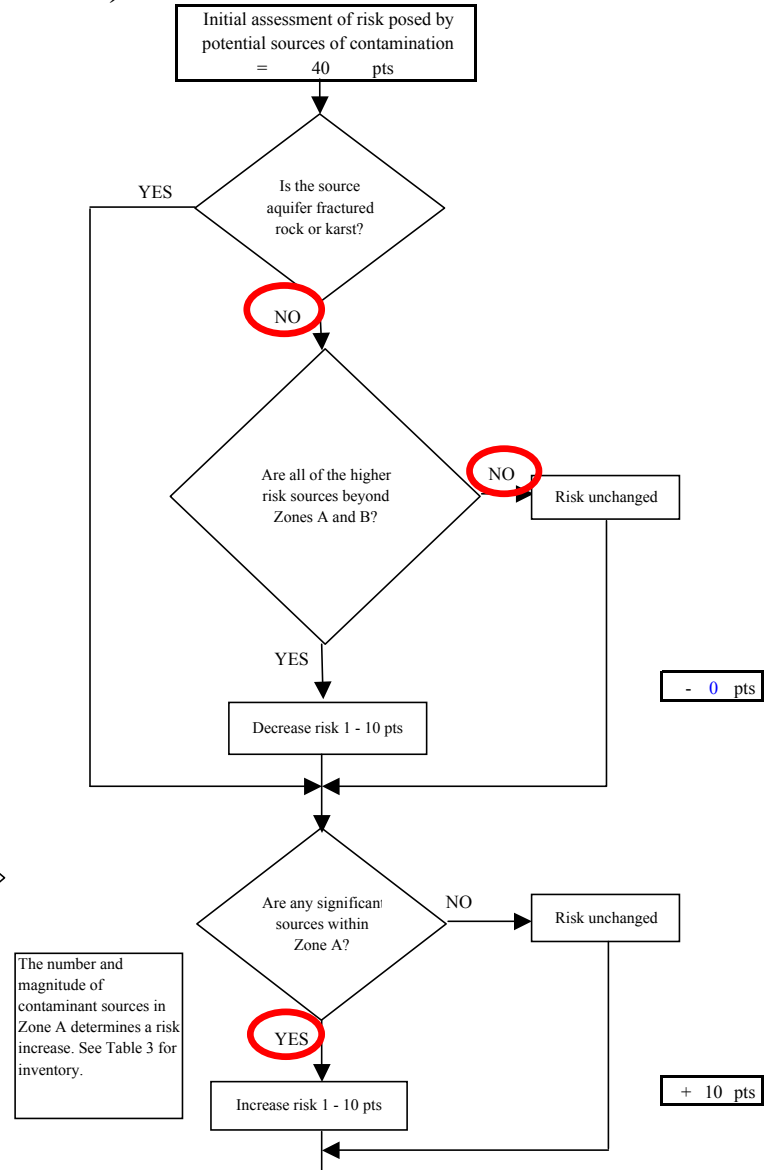 Initial assessment of risk posed by
potential sources of contamination
= 40 pts
Is the source
aquifer fractured
rock or karst?
YES
NO
Are all of the higher
risk sources beyond
Zones A and B?
NO
Risk unchanged
YES
- 0 pts
Decrease risk 1 - 10 pts
Are any significant
sources within
Zone A?
NO
Risk unchanged
The number and
magnitude of
contaminant sources in
Zone A determines a risk
increase. See Table 3 for
inventory.
YES
Increase risk 1 - 10 pts
+ 10 pts